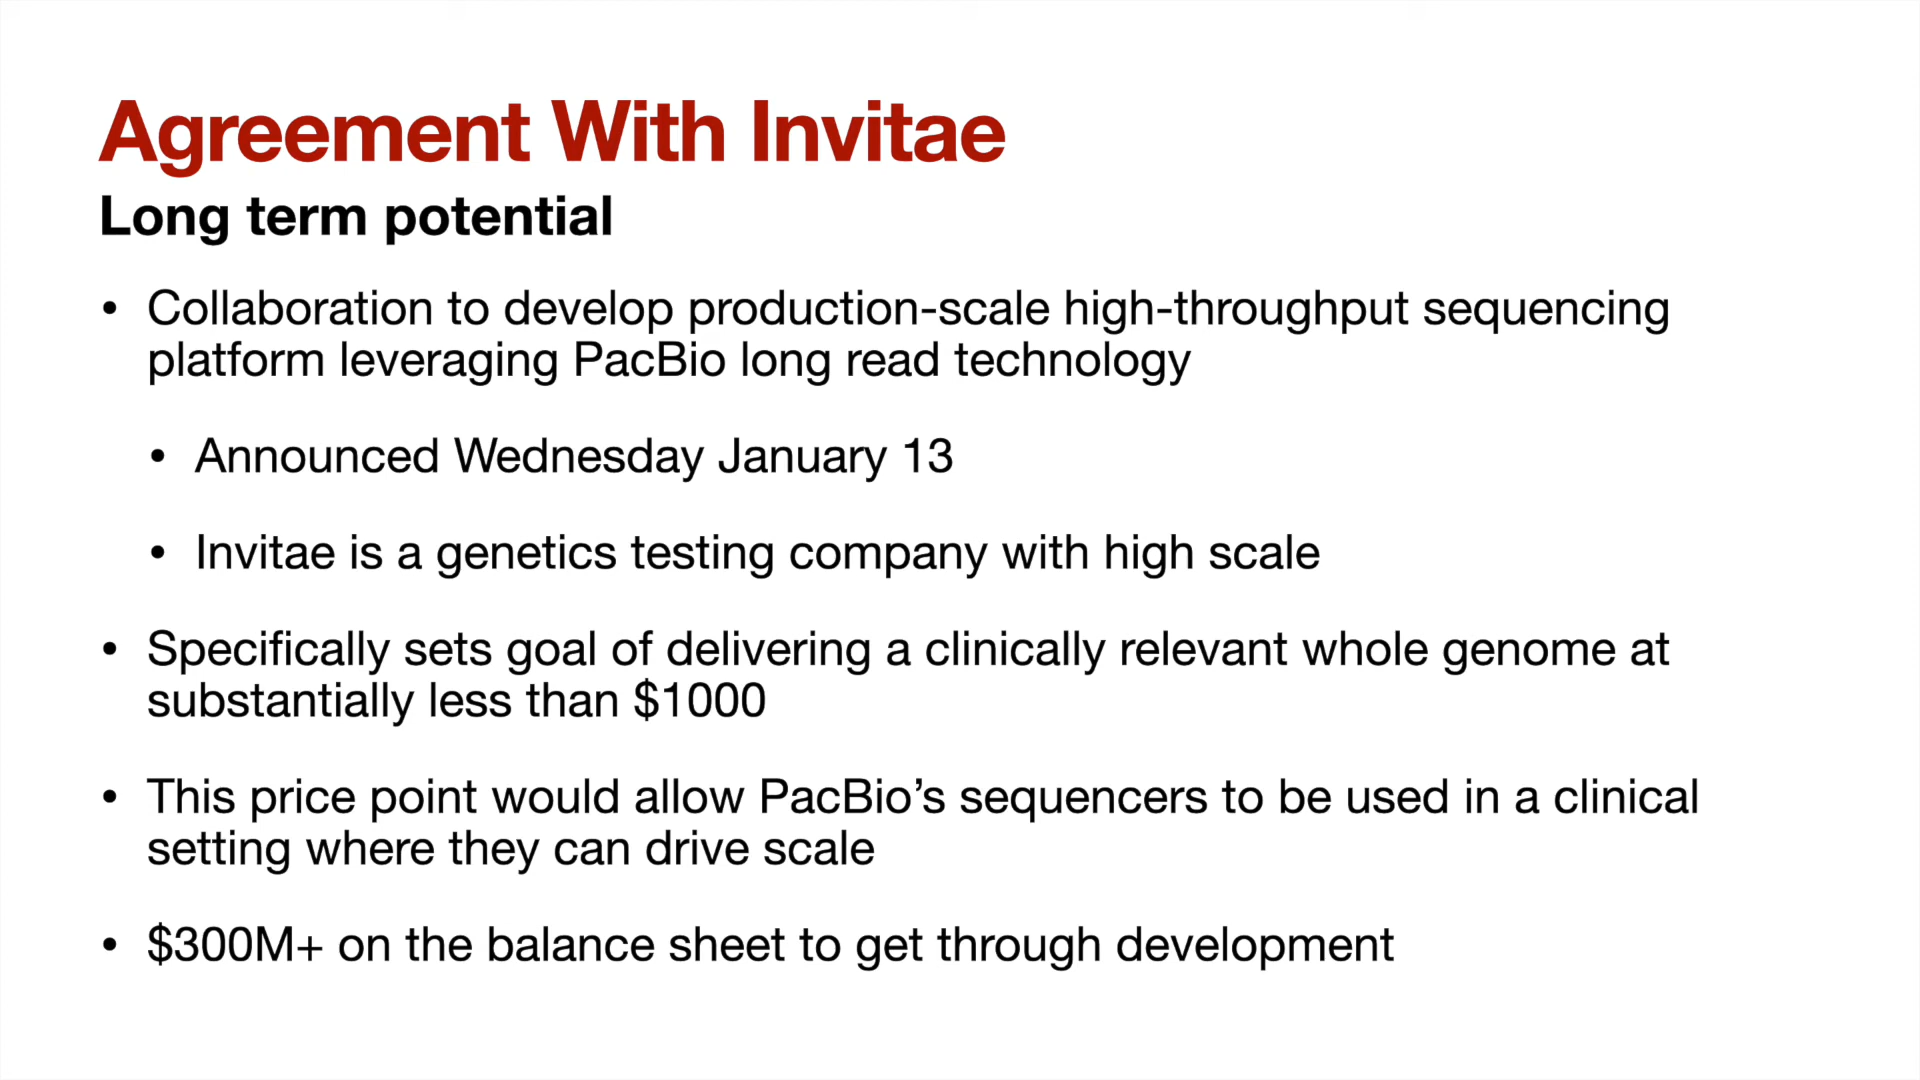 Agreement With Invitae
Long term potential
• Collaboration to develop production-scale high-throughput sequencing
platform leveraging PacBio long read technology
• Announced Wednesday January 13
• Invitae is a genetics testing company with high scale
• Specifically sets goal of delivering a clinically relevant whole genome at
substantially less than $1000
• This price point would allow PacBio’s sequencers to be used in a clinical
setting where they can drive scale
• $300M+ on the balance sheet to get through development